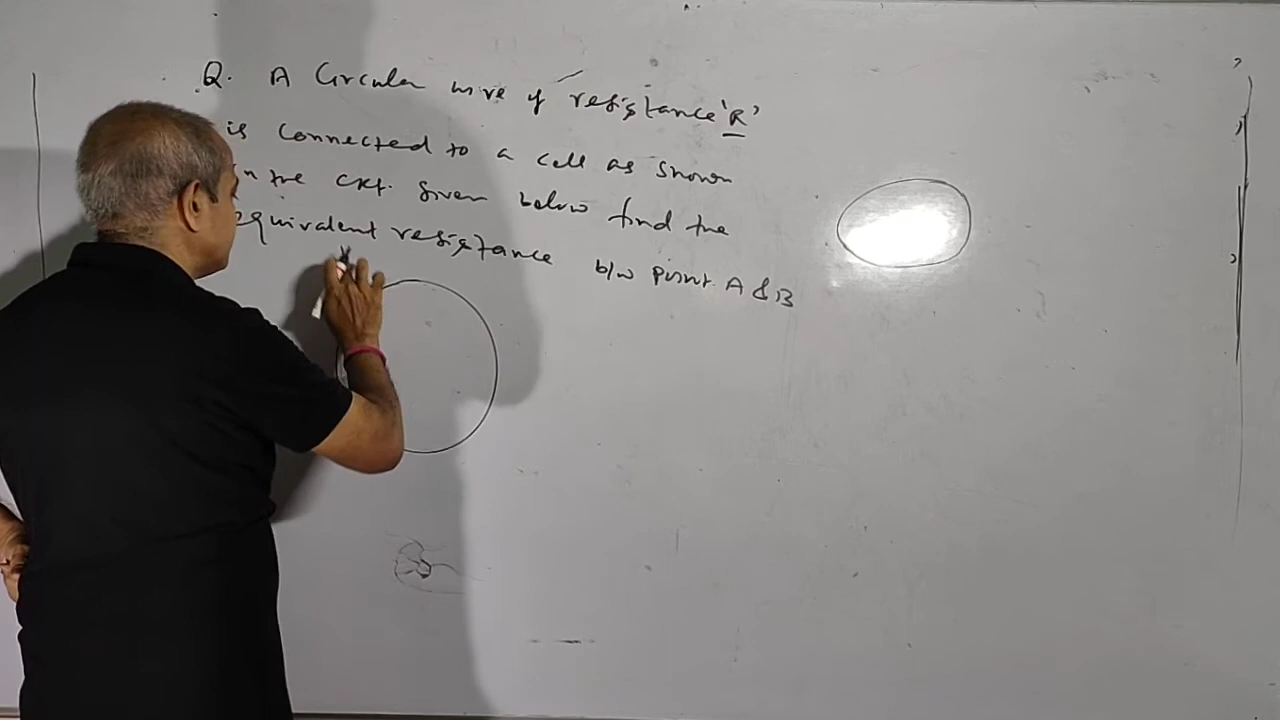 Q. A Circular wire of resistance 'R'
is connected to a cell as shown
in the ckt. given below find the
equivalent resistance b/w point A & B